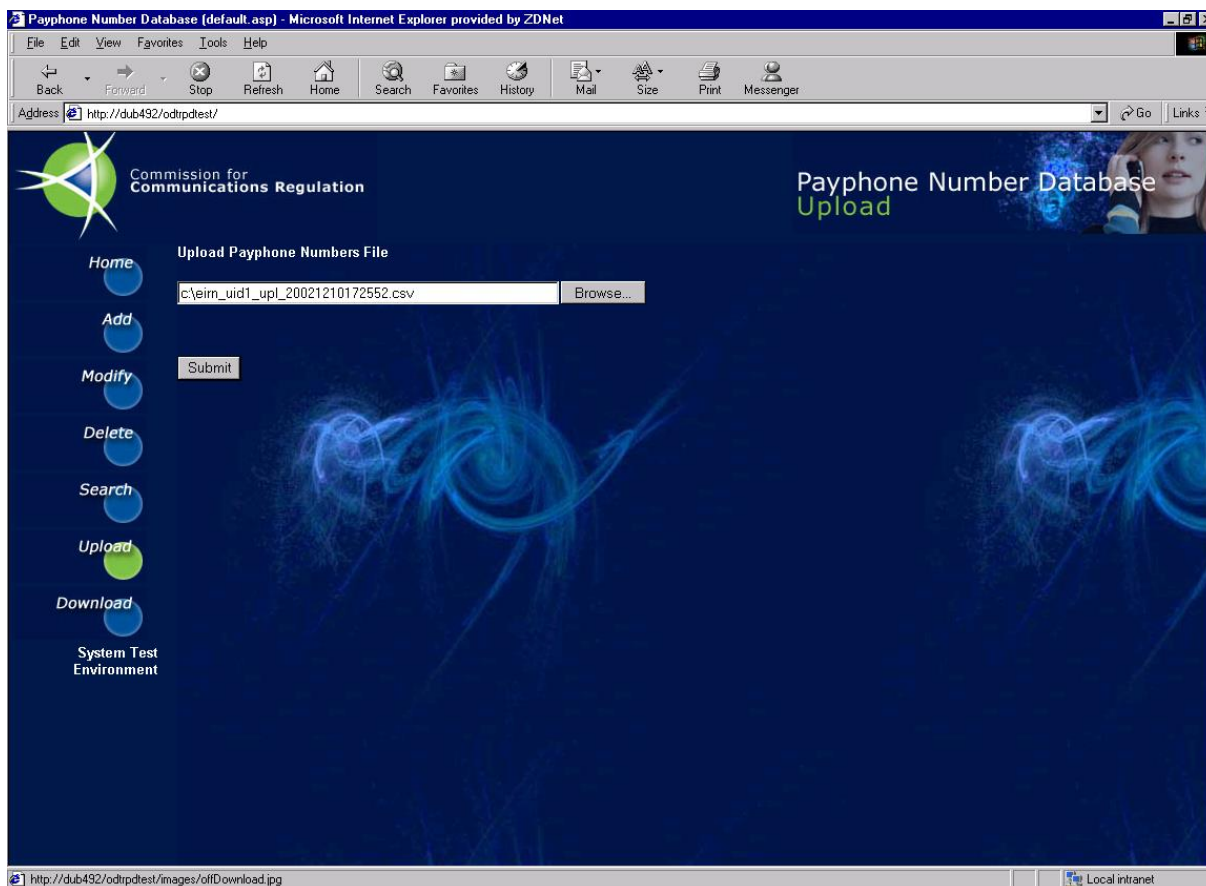 Payphone Number Database (default.asp) - Microsoft Internet Explorer provided by ZDNet
File Edit View Favorites Tools Help
Back Forward Stop Refresh Home Search Favorites History Mail Size Print Messenger
Address http://dub492/odtrpdtest/ Go Links
Commission for
Communications Regulation
Payphone Number Database
Upload
Upload Payphone Numbers File
c:\eirn_uid1_upl_20021210172552.csv Browse...
Submit
Home
Add
Modify
Delete
Search
Upload
Download
System Test
Environment
http://dub492/odtrpdtest/images/offDownload.jpg Local intranet